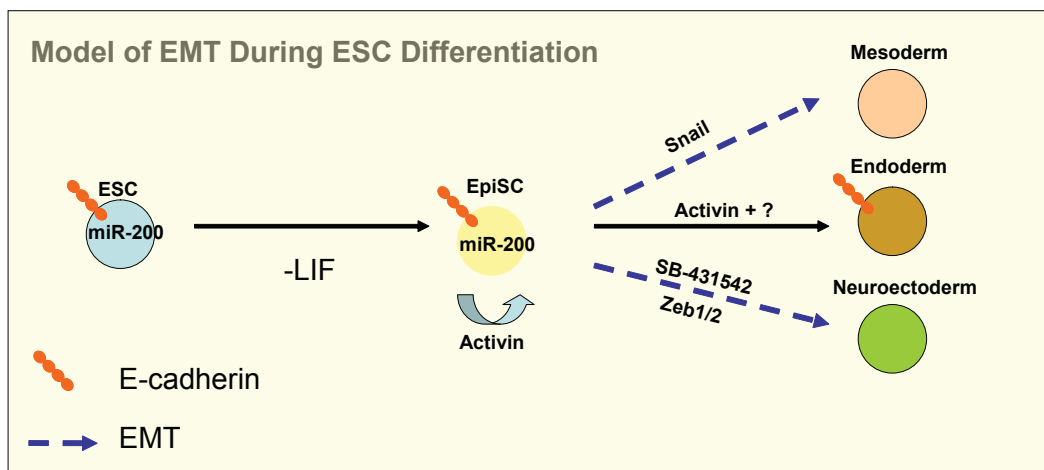 Model of EMT During ESC Differentiation
Mesoderm
Snail
ESC
miR-200
-LIF
EpiSC
miR-200
Activin
Endoderm
Activin + ?
SB-431542
Zeb1/2
Neuroectoderm
E-cadherin
EMT